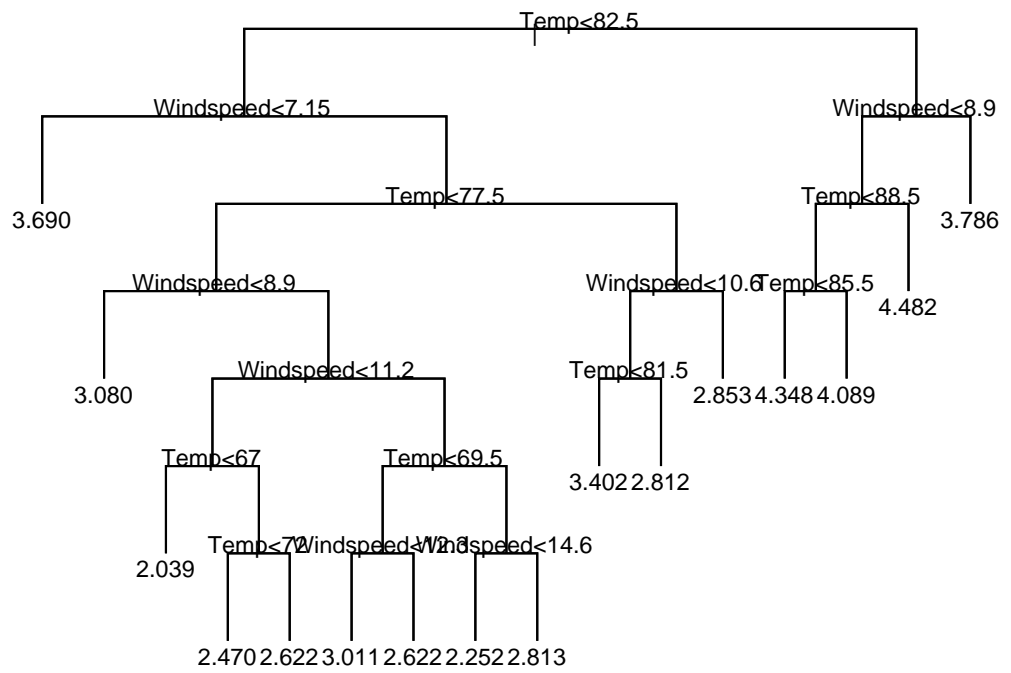 Temp<82.5
Windspeed<7.15
Windspeed<8.9
Temp<77.5
Temp<88.5
3.690
3.786
Windspeed<8.9
Windspeed<10.6
Temp<85.5
4.482
Windspeed<11.2
Temp<81.5
3.080
2.853
4.348
4.089
Temp<67
Temp<69.5
3.402
2.812
Temp<72
Windspeed<12.3
Windspeed<14.6
2.039
2.470
2.622
3.011
2.622
2.252
2.813